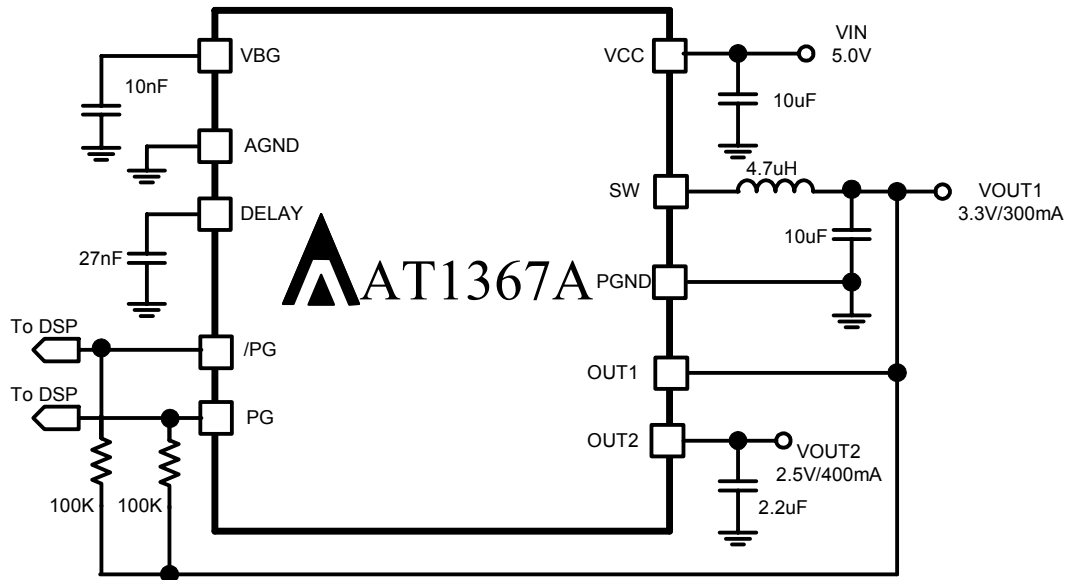 VBG
10nF
AGND
DELAY
27nF
To DSP
/PG
To DSP
PG
100K
100K
AT1367A
VCC
VIN
5.0V
10uF
SW
4.7uH
VOUT1
3.3V/300mA
10uF
PGND
OUT1
OUT2
VOUT2
2.5V/400mA
2.2uF